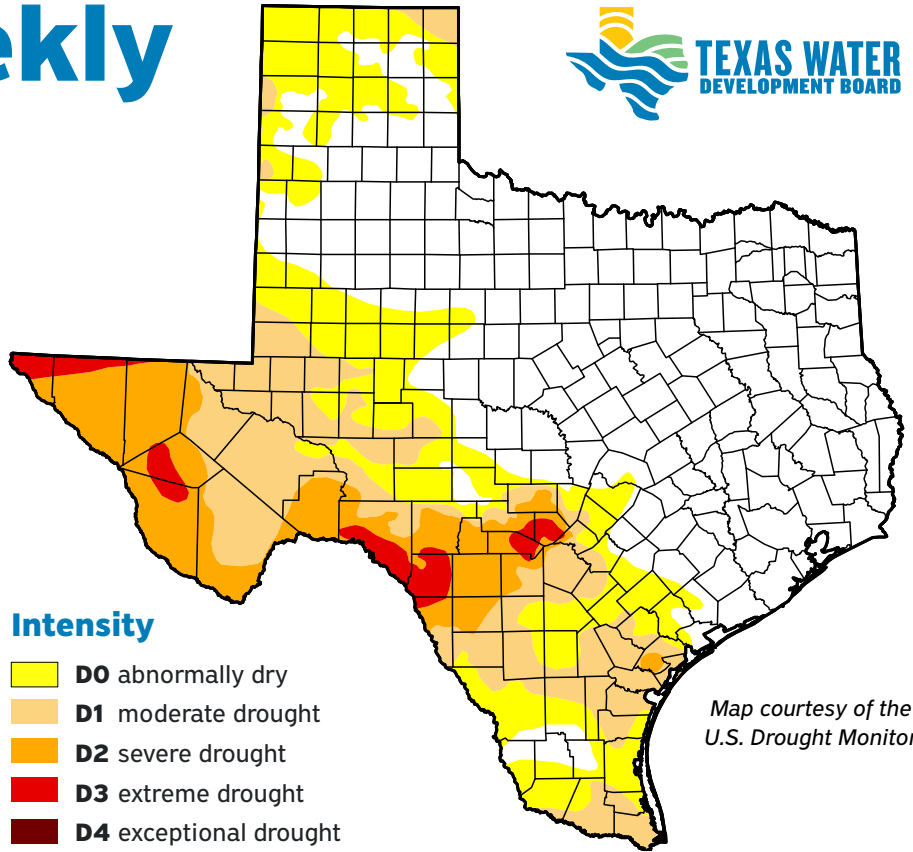 ekly
TEXAS WATER
DEVELOPMENT BOARD
Intensity
D0 abnormally dry
D1 moderate drought
D2 severe drought
D3 extreme drought
D4 exceptional drought
Map courtesy of the
U.S. Drought Monitor